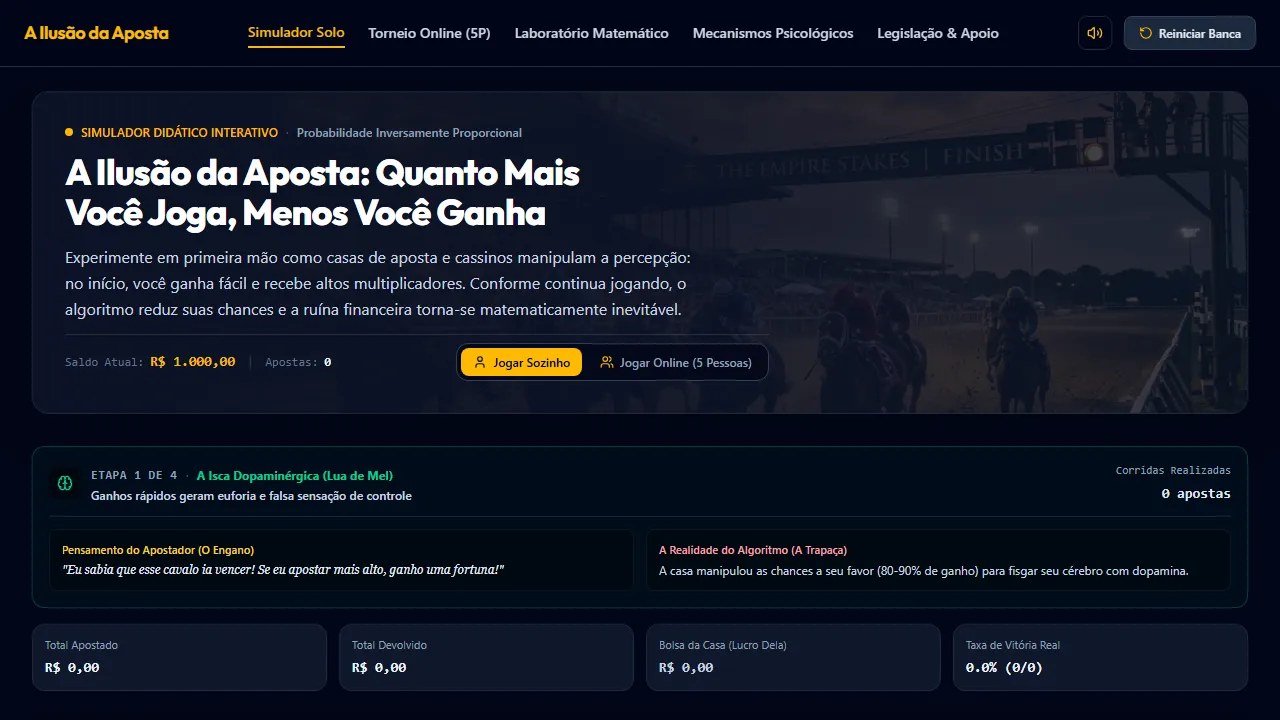 A Ilusão da Aposta
Simulador Solo
Torneio Online (5P)
Laboratório Matemático
Mecanismos Psicológicos
Legislação & Apoio
Reiniciar Banca
THE EMPIRE STAKES | FINISH
SIMULADOR DIDÁTICO INTERATIVO · Probabilidade Inversamente Proporcional
A Ilusão da Aposta: Quanto Mais
Você Joga, Menos Você Ganha
Experimente em primeira mão como casas de aposta e cassinos manipulam a percepção:
no início, você ganha fácil e recebe altos multiplicadores. Conforme continua jogando, o
algoritmo reduz suas chances e a ruína financeira torna-se matematicamente inevitável.
Saldo Atual: R$ 1.000,00 | Apostas: 0
Jogar Sozinho
Jogar Online (5 Pessoas)
ETAPA 1 DE 4 · A Isca Dopaminérgica (Lua de Mel)
Ganhos rápidos geram euforia e falsa sensação de controle
Corridas Realizadas
0 apostas
Pensamento do Apostador (O Engano)
"Eu sabia que esse cavalo ia vencer! Se eu apostar mais alto, ganho uma fortuna!"
A Realidade do Algoritmo (A Trapaça)
A casa manipulou as chances a seu favor (80-90% de ganho) para fisgar seu cérebro com dopamina.
Total Apostado
R$ 0,00
Total Devolvido
R$ 0,00
Bolsa da Casa (Lucro Dela)
R$ 0,00
Taxa de Vitória Real
0.0% (0/0)